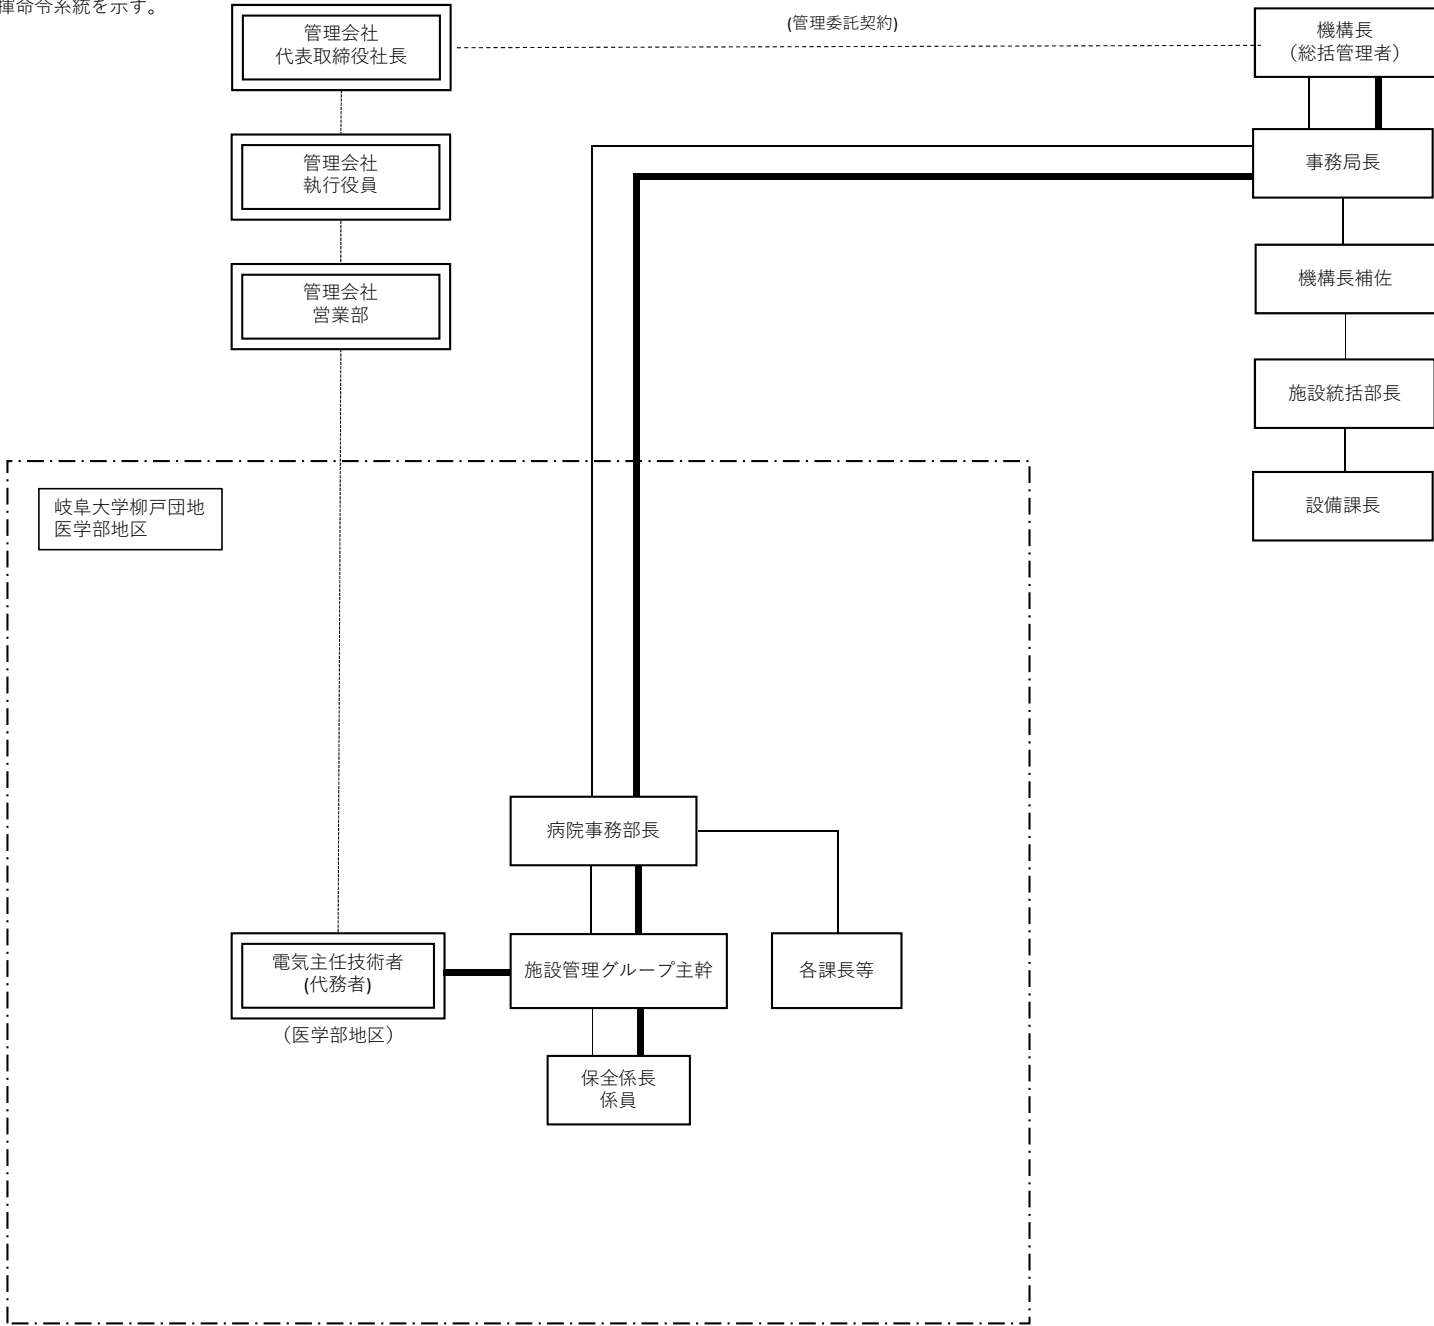 揮命令系統を示す。
管理会社
代表取締役社長
(管理委託契約)
機構長
（総括管理者）
管理会社
執行役員
事務局長
管理会社
営業部
機構長補佐
施設統括部長
設備課長
岐阜大学柳戸団地
医学部地区
病院事務部長
電気主任技術者
(代務者)
（医学部地区）
施設管理グループ主幹
各課長等
保全係長
係員